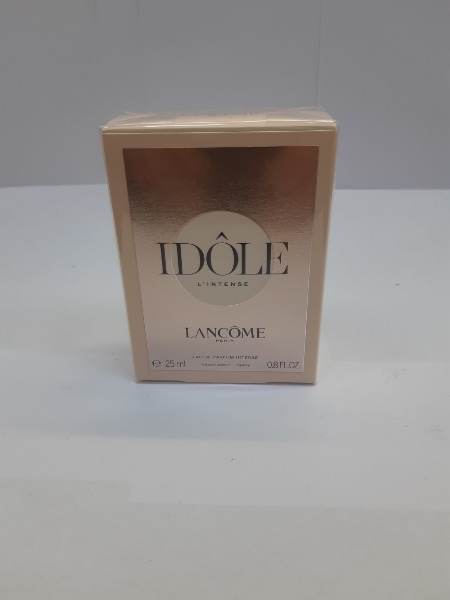 IDÔLE
L'INTENSE
LANCÔME
PARIS
EAU DE PARFUM INTENSE
℮ 25 ml 0.8 FL.OZ.